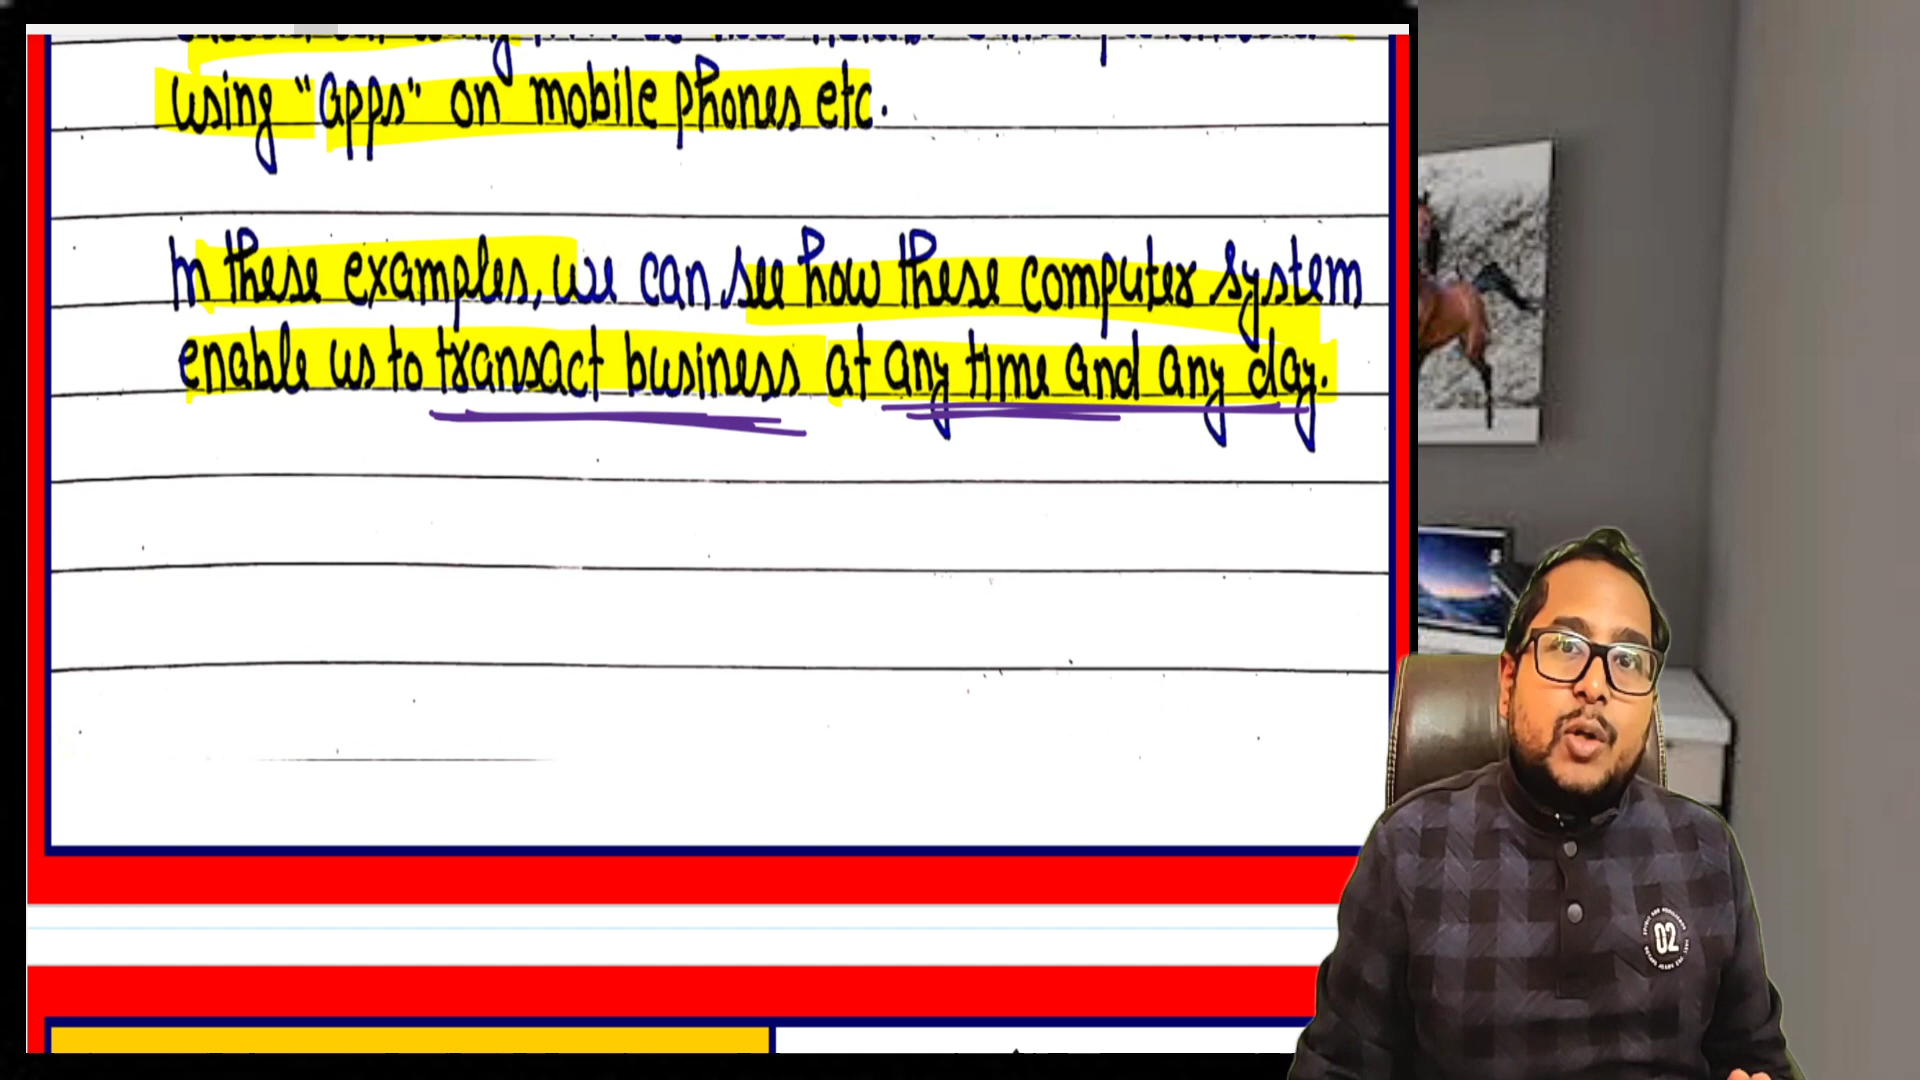 using "apps" on mobile phones etc.
In these examples, we can see how these computer system
enable us to transact business at any time and any day.
02